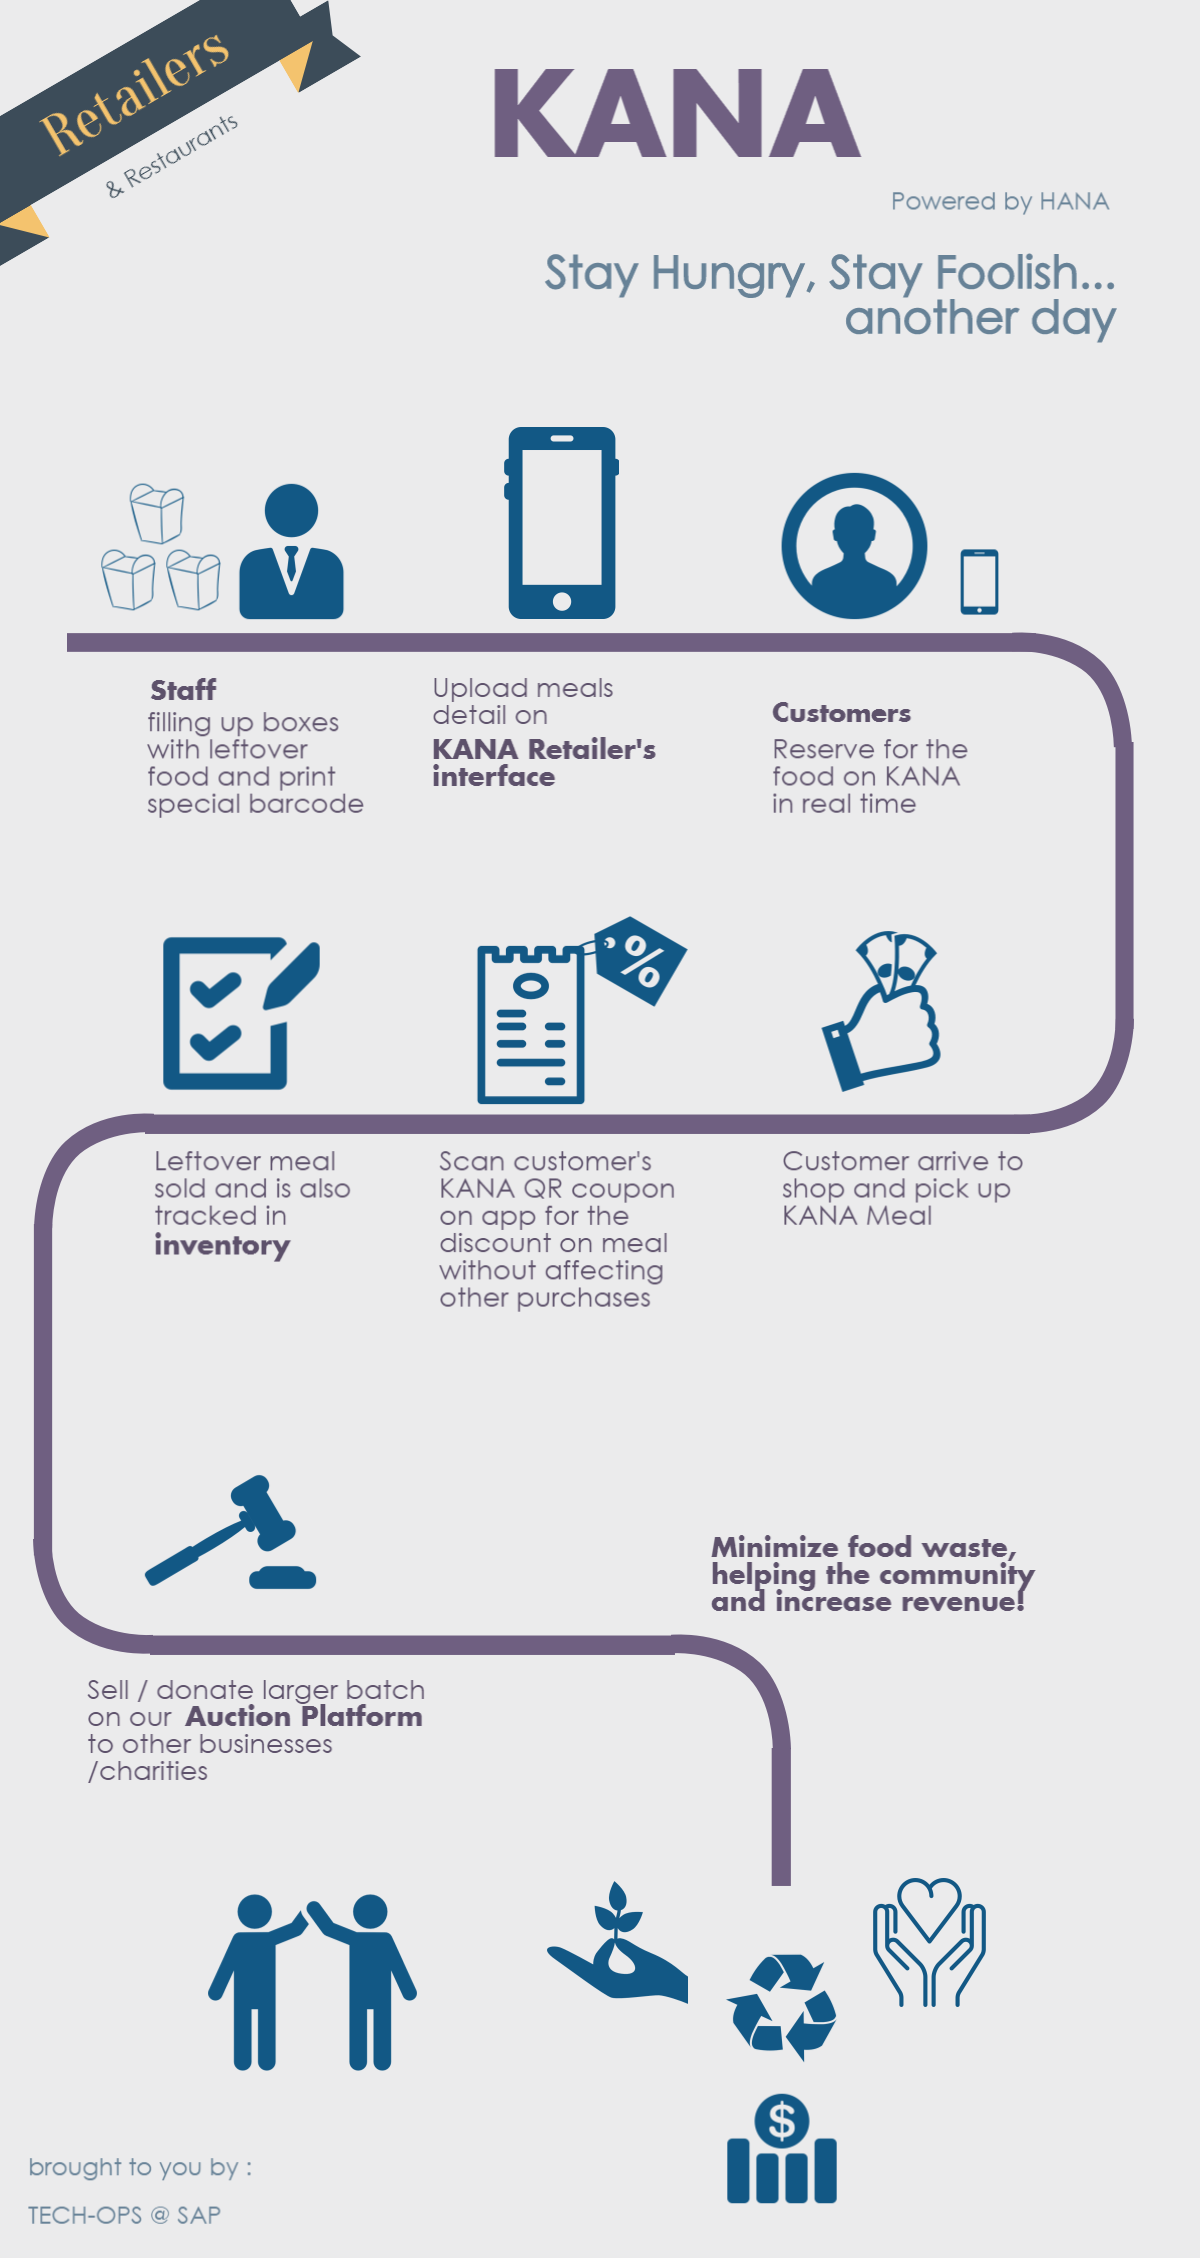 Retailers
& Restaurants
KANA
Powered by HANA
Stay Hungry, Stay Foolish...
another day
Staff
filling up boxes
with leftover
food and print
special barcode
Upload meals
detail on
KANA Retailer's
interface
Customers
Reserve for the
food on KANA
in real time
%
Leftover meal
sold and is also
tracked in
inventory
Scan customer's
KANA QR coupon
on app for the
discount on meal
without affecting
other purchases
Customer arrive to
shop and pick up
KANA Meal
Minimize food waste,
helping the community
and increase revenue!
Sell / donate larger batch
on our Auction Platform
to other businesses
/charities
$
brought to you by :
TECH-OPS @ SAP